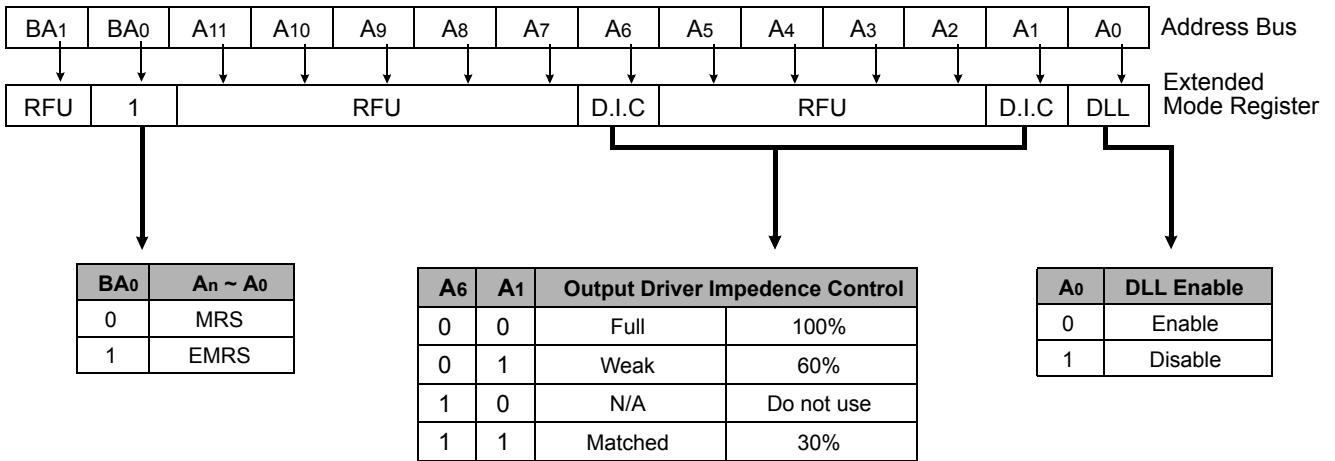 BA1 BA0 A11 A10 A9 A8 A7 A6 A5 A4 A3 A2 A1 A0 Address Bus
RFU 1 RFU D.I.C RFU D.I.C DLL Extended
Mode Register
BA0 An ~ A0
0 MRS
1 EMRS
A6 A1 Output Driver Impedence Control
0 0 Full 100%
0 1 Weak 60%
1 0 N/A Do not use
1 1 Matched 30%
A0 DLL Enable
0 Enable
1 Disable